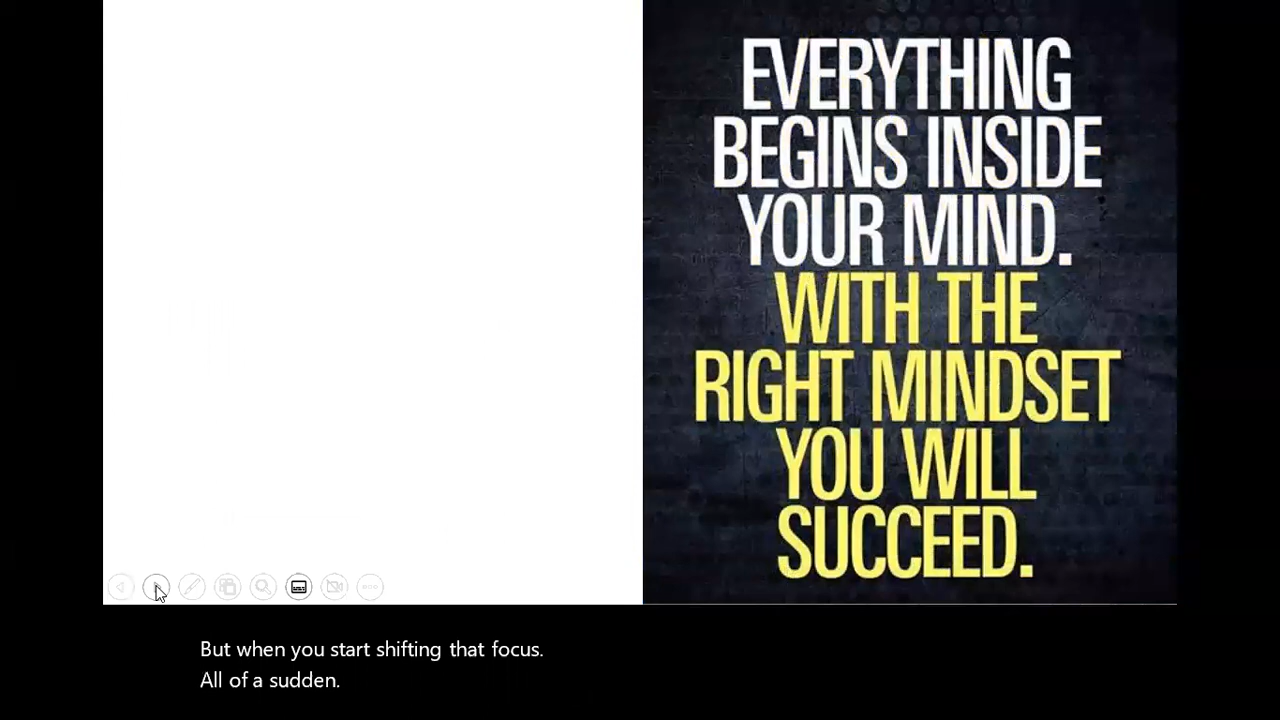 EVERYTHING
BEGINS INSIDE
YOUR MIND.
WITH THE
RIGHT MINDSET
YOU WILL
SUCCEED.
But when you start shifting that focus.
All of a sudden.